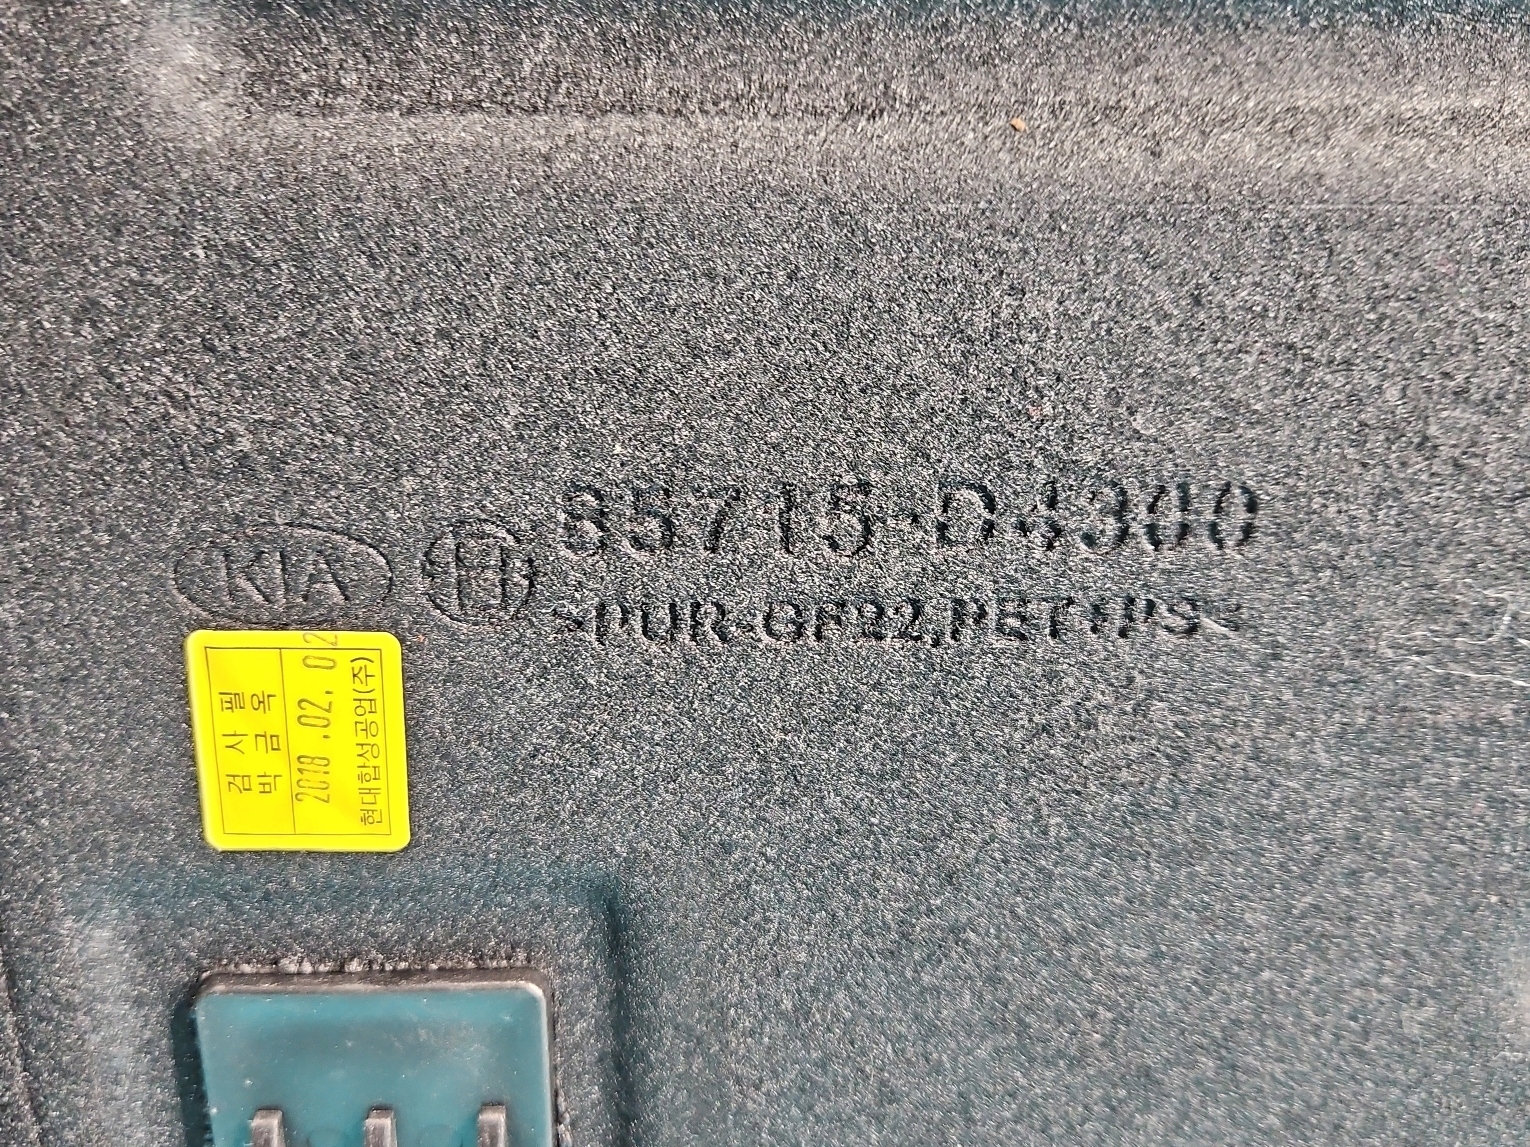 85715-D4300
KIA H >PUR-GF22,PET+PS<
검 사 필
박 금 옥
2018.02.02
현대합성공업(주)